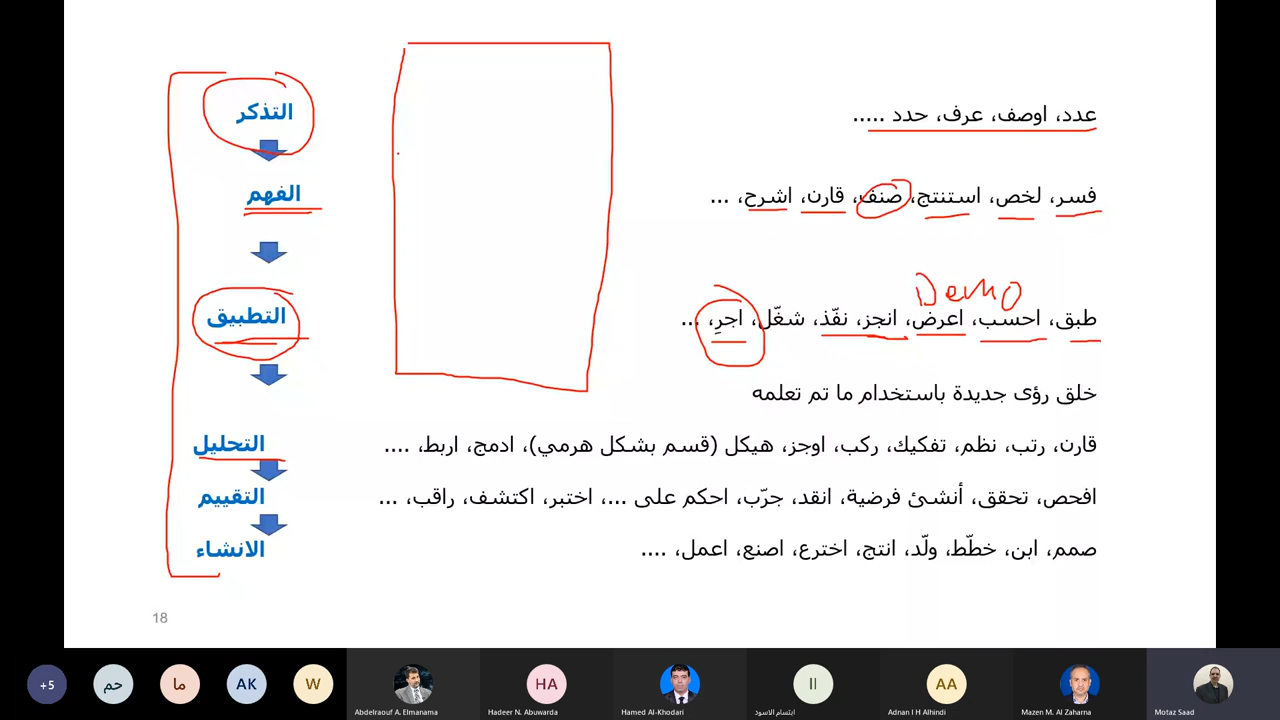 التذكر
عدد، اوصف، عرف، حدد .....
الفهم
فسر، لخص، استنتج، صنف، قارن، اشرح، ...
Demo
التطبيق
طبق، احسب، اعرض، انجز، نفّذ، شغّل، اجرِ، ...
خلق رؤى جديدة باستخدام ما تم تعلمه
التحليل
قارن، رتب، نظم، تفكيك، ركب، اوجز، هيكل (قسم بشكل هرمي)، ادمج، اربط، ....
التقييم
افحص، تحقق، أنشئ فرضية، انقد، جرّب، احكم على ...، اختبر، اكتشف، راقب، ...
الانشاء
صمم، ابن، خطّط، ولّد، انتج، اخترع، اصنع، اعمل، ....
18
+5
حم
ما
AK
W
HA
اا
AA
Abdelraouf A. Elmanama
Hadeer N. Abuwarda
Hamed Al-Khodari
ابتسام الاسود
Adnan I H Alhindi
Mazen M. Al Zaharna
Motaz Saad